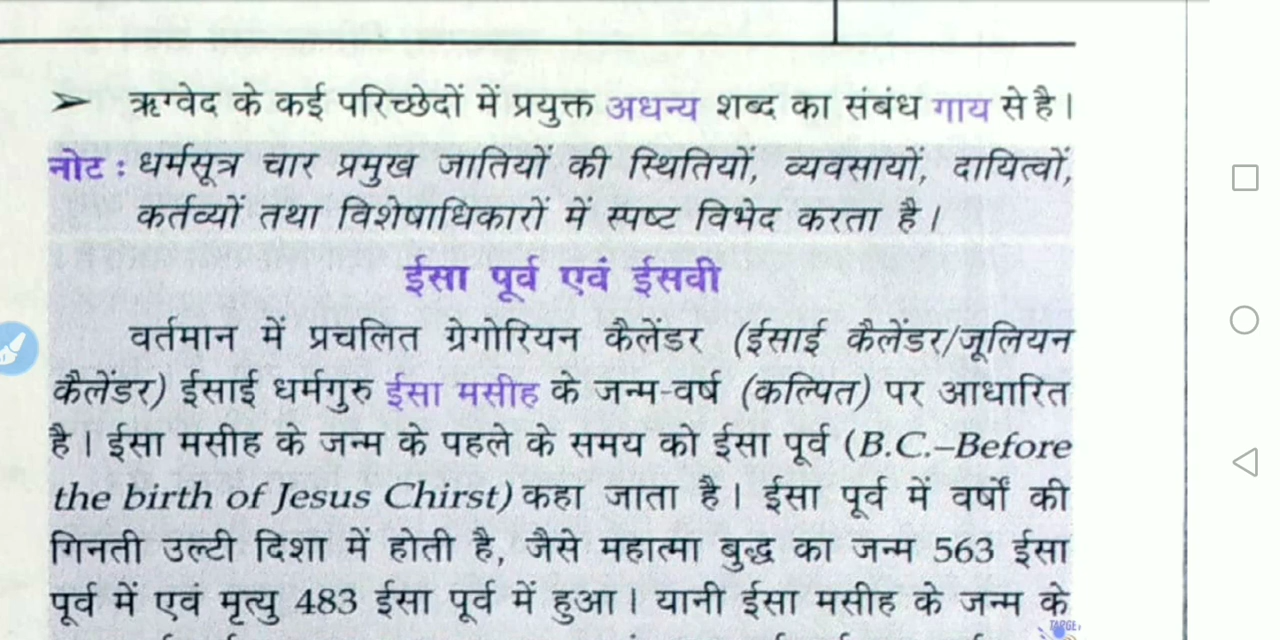 ➤ ऋग्वेद के कई परिच्छेदों में प्रयुक्त अधन्य शब्द का संबंध गाय से है।
नोट : धर्मसूत्र चार प्रमुख जातियों की स्थितियों, व्यवसायों, दायित्वों,
कर्तव्यों तथा विशेषाधिकारों में स्पष्ट विभेद करता है।
ईसा पूर्व एवं ईसवी
वर्तमान में प्रचलित ग्रेगोरियन कैलेंडर (ईसाई कैलेंडर/जूलियन
कैलेंडर) ईसाई धर्मगुरु ईसा मसीह के जन्म-वर्ष (कल्पित) पर आधारित
है। ईसा मसीह के जन्म के पहले के समय को ईसा पूर्व (B.C.–Before
the birth of Jesus Chirst) कहा जाता है। ईसा पूर्व में वर्षों की
गिनती उल्टी दिशा में होती है, जैसे महात्मा बुद्ध का जन्म 563 ईसा
पूर्व में एवं मृत्यु 483 ईसा पूर्व में हुआ। यानी ईसा मसीह के जन्म के